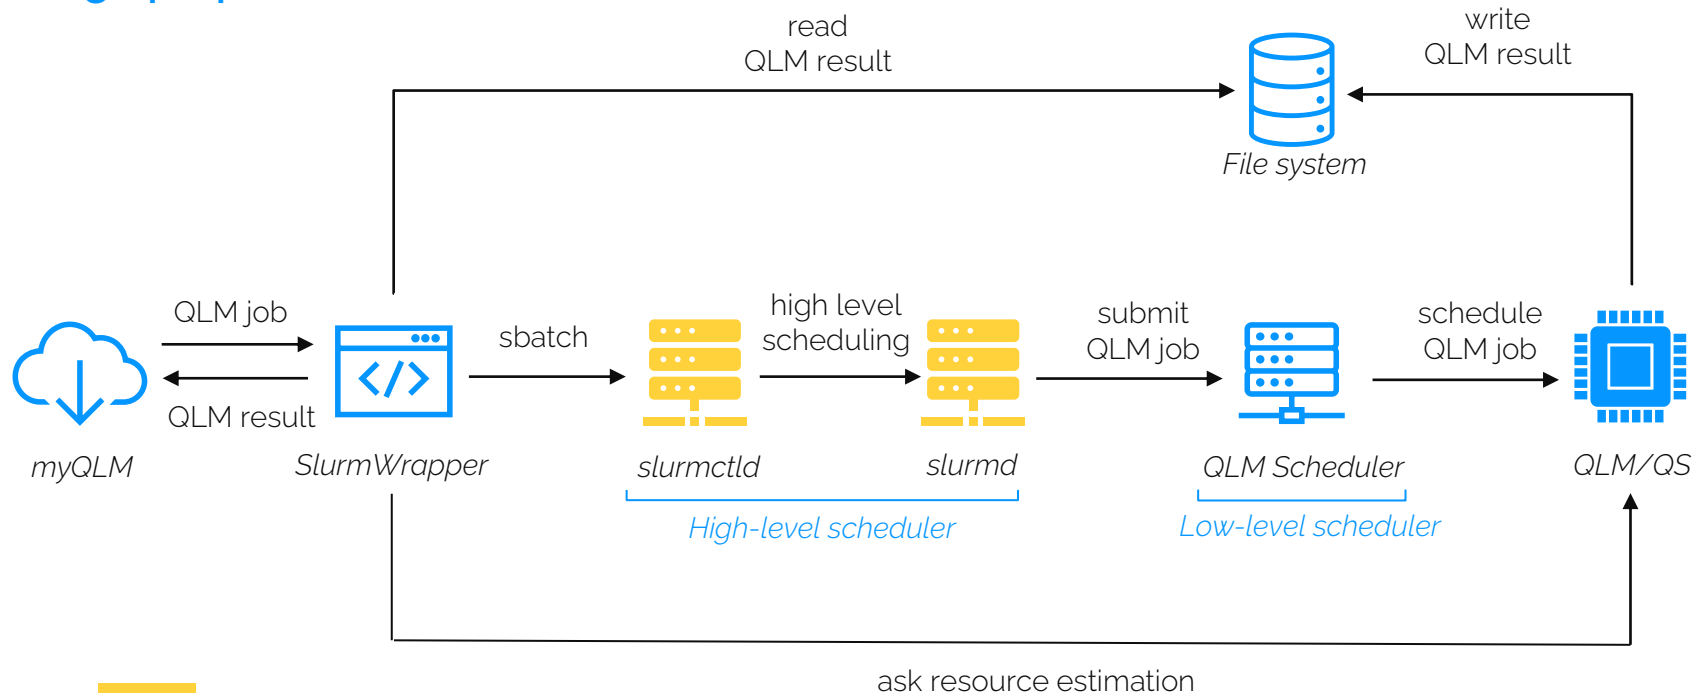 read
QLM result
write
QLM result
File system
QLM job
QLM result
sbatch
high level
scheduling
submit
QLM job
schedule
QLM job
</>
myQLM
SlurmWrapper
slurmctld
slurmd
QLM Scheduler
QLM/QS
High-level scheduler
Low-level scheduler
ask resource estimation